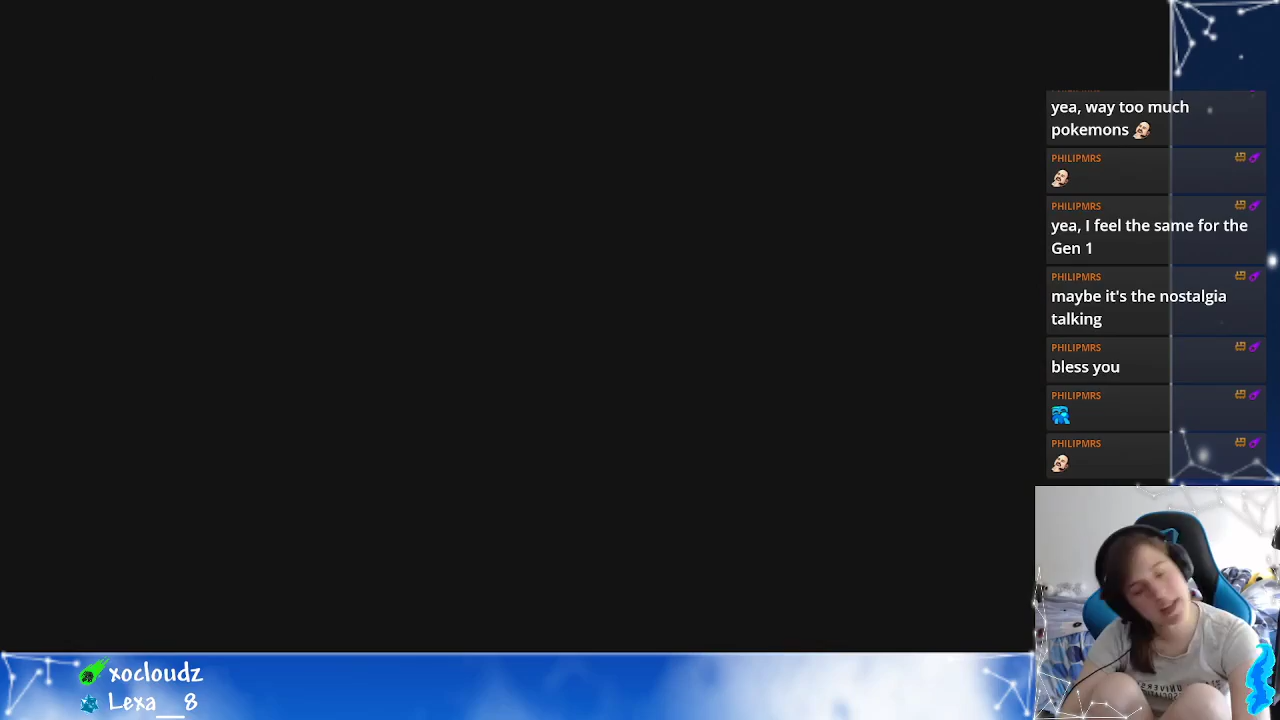 yea, way too much
pokemons
PHILIPMRS
PHILIPMRS
yea, I feel the same for the
Gen 1
PHILIPMRS
maybe it's the nostalgia
talking
PHILIPMRS
bless you
PHILIPMRS
PHILIPMRS
xocloudz
Lexa__8